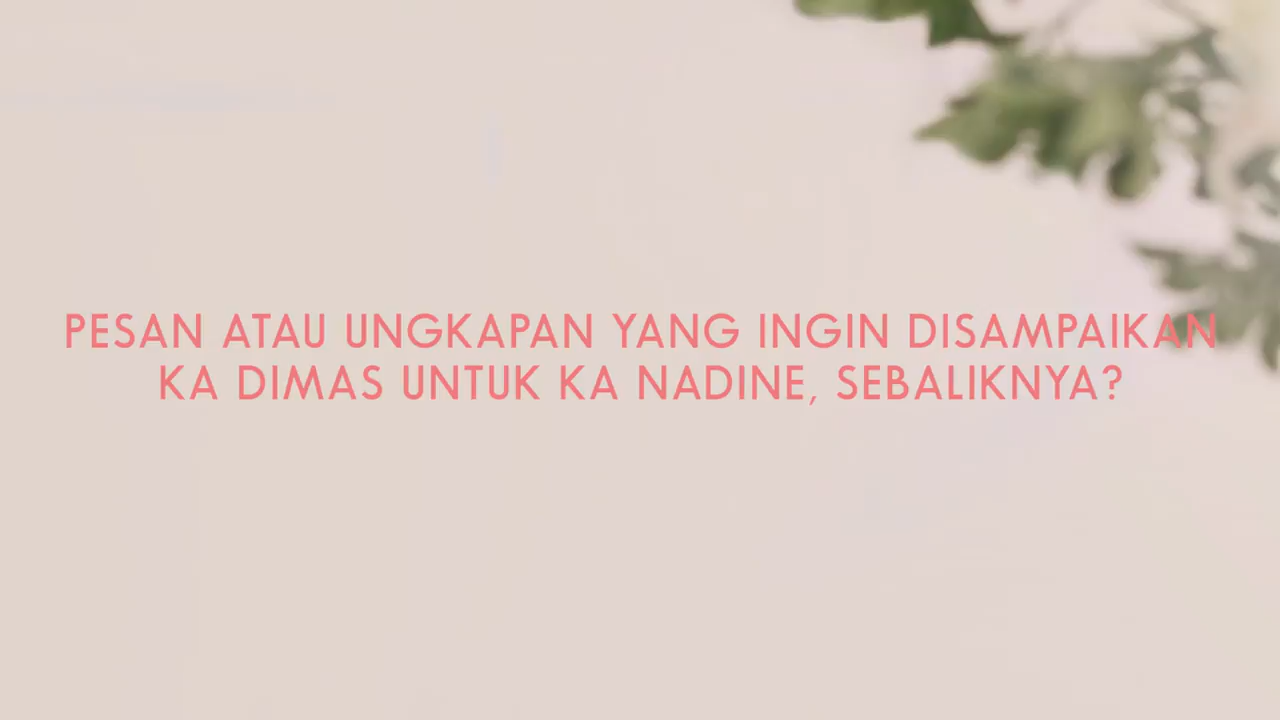 PESAN ATAU UNGKAPAN YANG INGIN DISAMPAIKAN
KA DIMAS UNTUK KA NADINE, SEBALIKNYA?